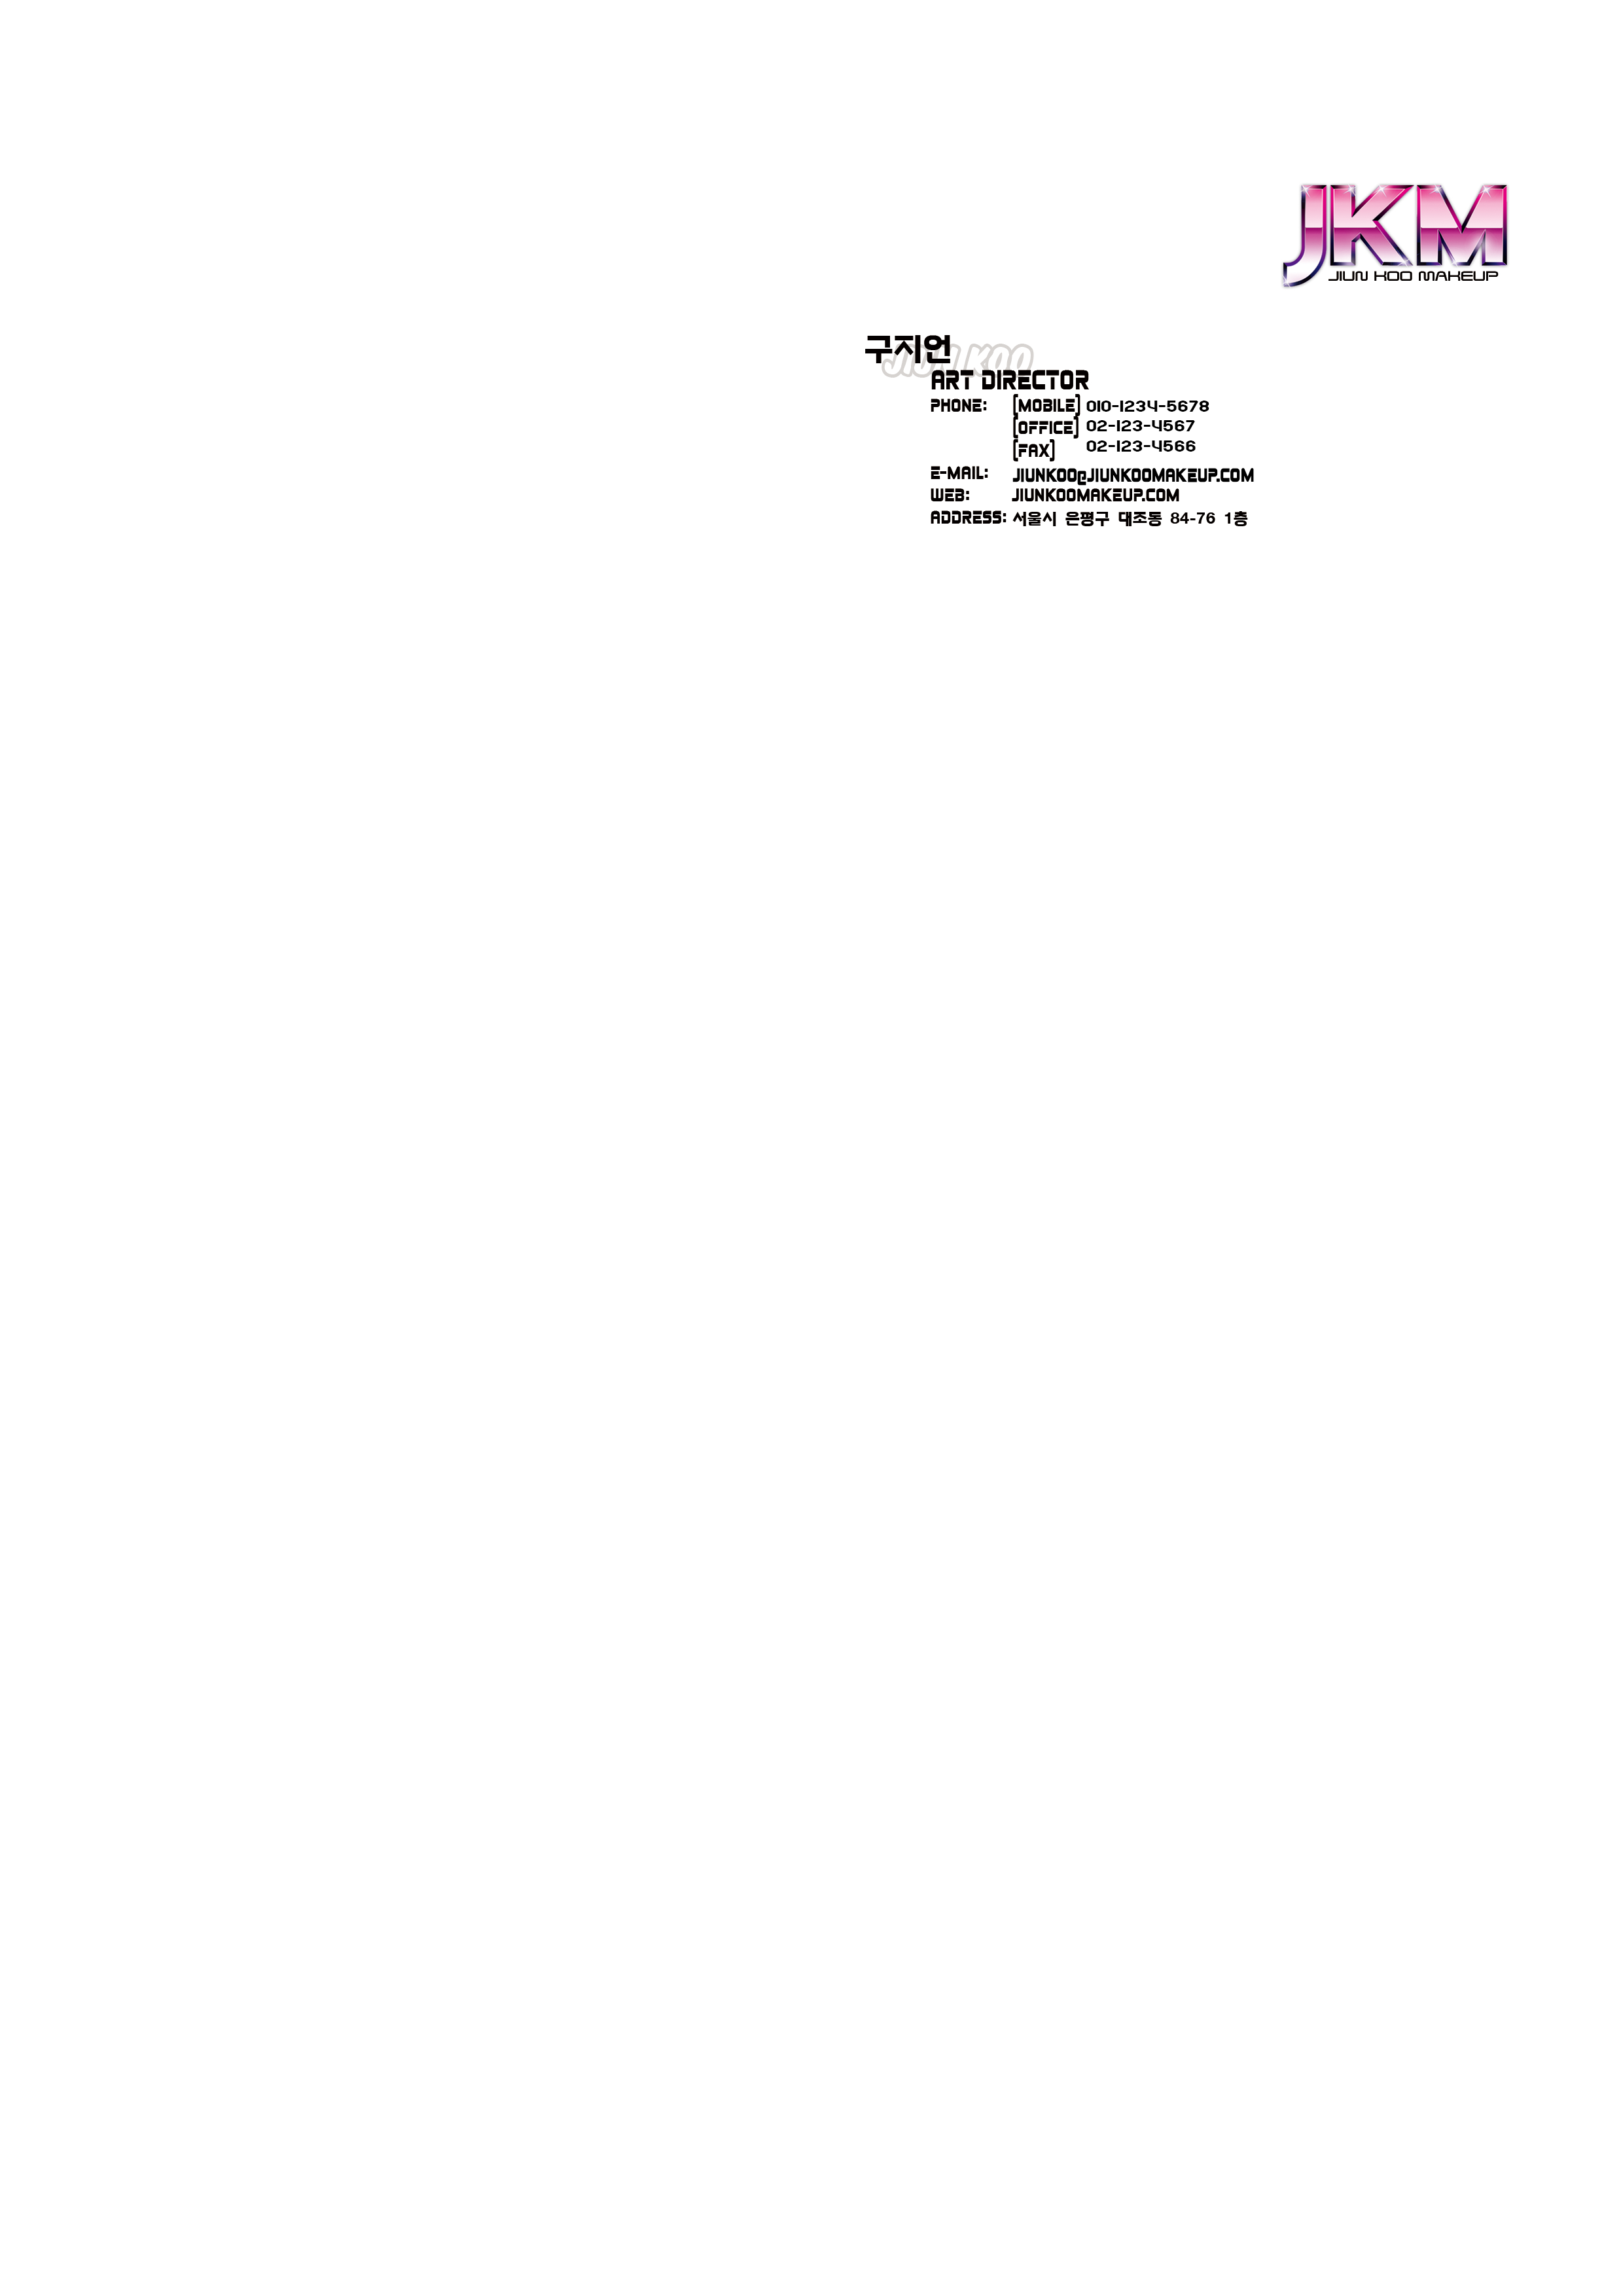 JKM
JIUN KOO MAKEUP
구지언
JIUN KOO
ART DIRECTOR
PHONE: [MOBILE] 010-1234-5678
[OFFICE] 02-123-4567
[FAX] 02-123-4566
E-MAIL: JIUNKOO@JIUNKOOMAKEUP.COM
WEB: JIUNKOOMAKEUP.COM
ADDRESS: 서울시 은평구 대조동 84-76 1층